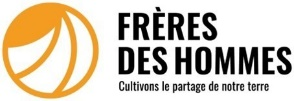 FRÈRES
DES HOMMES
Cultivons le partage de notre terre